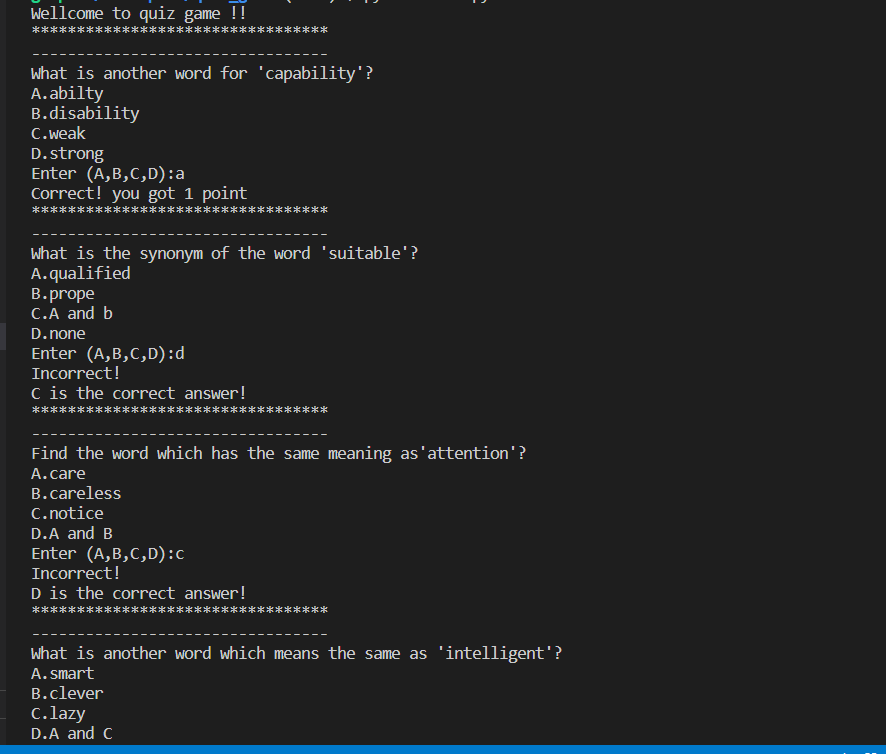 Wellcome to quiz game !!
*********************************
---------------------------------
What is another word for 'capability'?
A.abilty
B.disability
C.weak
D.strong
Enter (A,B,C,D):a
Correct! you got 1 point
*********************************
---------------------------------
What is the synonym of the word 'suitable'?
A.qualified
B.prope
C.A and b
D.none
Enter (A,B,C,D):d
Incorrect!
C is the correct answer!
*********************************
---------------------------------
Find the word which has the same meaning as'attention'?
A.care
B.careless
C.notice
D.A and B
Enter (A,B,C,D):c
Incorrect!
D is the correct answer!
*********************************
---------------------------------
What is another word which means the same as 'intelligent'?
A.smart
B.clever
C.lazy
D.A and C